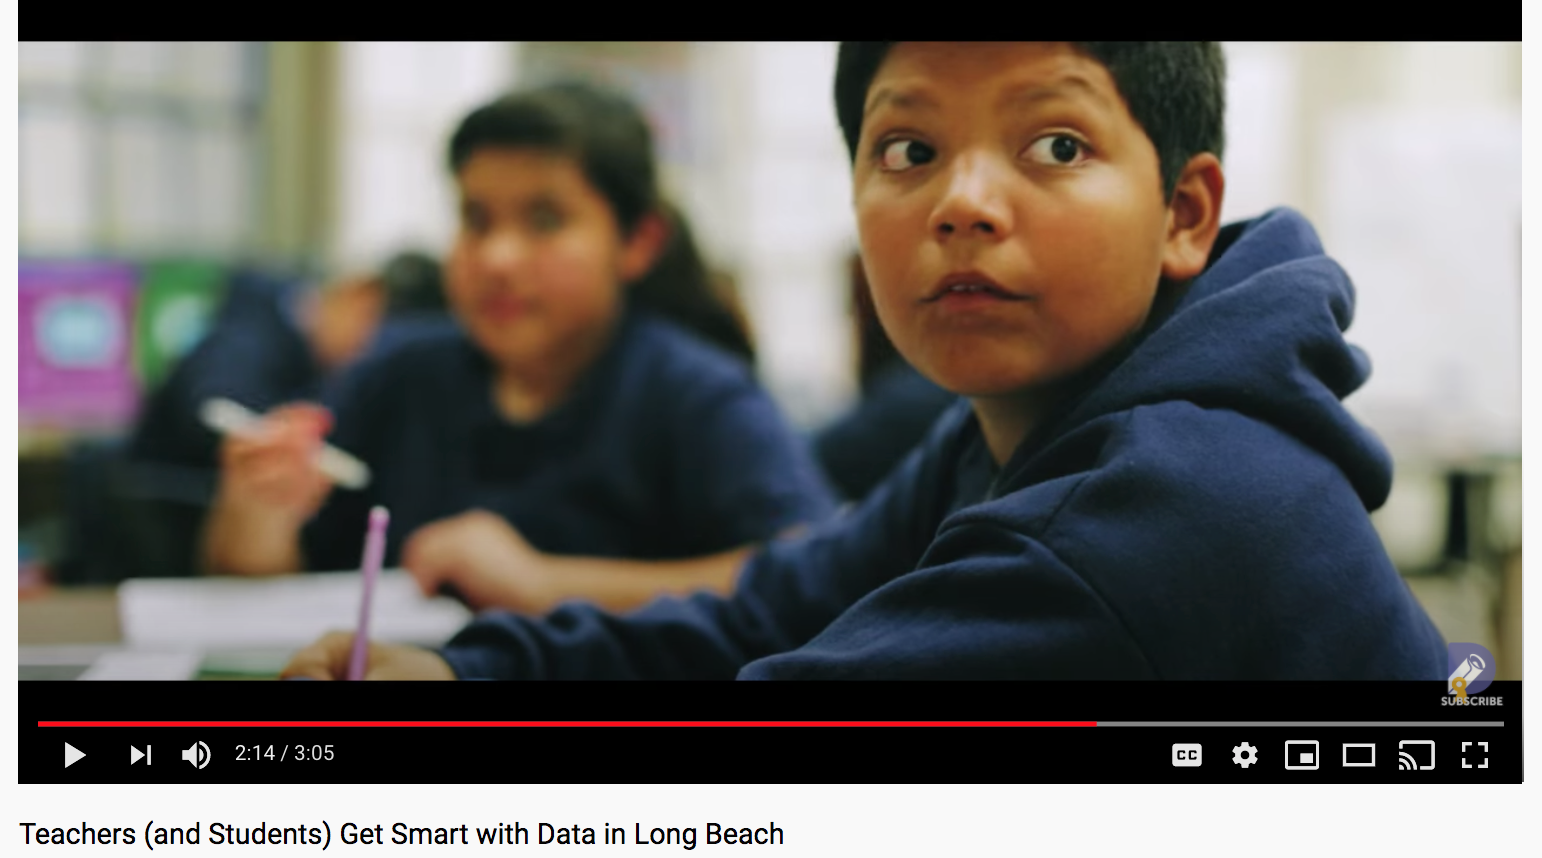 SUBSCRIBE
2:14 / 3:05
CC
Teachers (and Students) Get Smart with Data in Long Beach